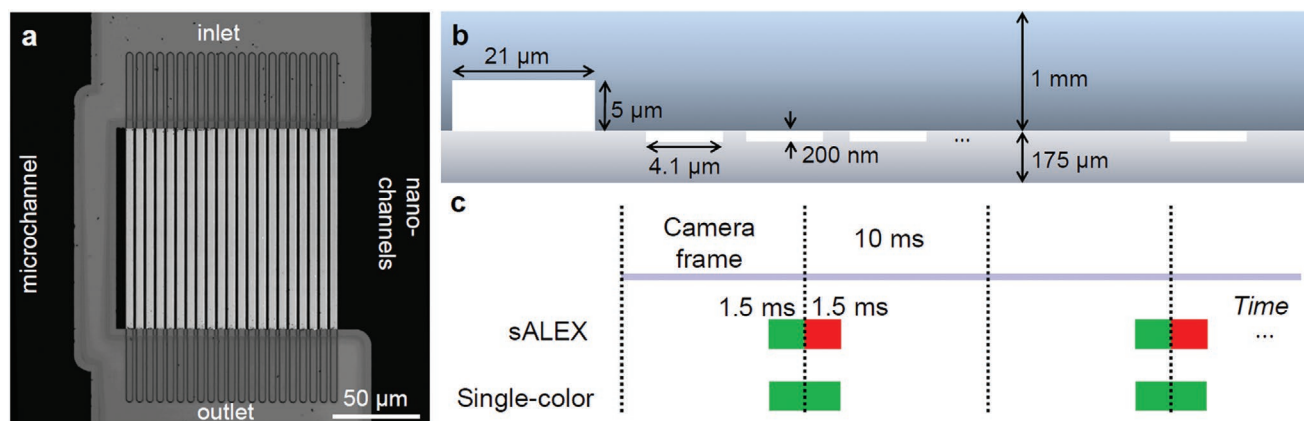 a
inlet
microchannel
nano-
channels
outlet
50 µm
b
21 µm
5 µm
1 mm
4.1 µm
200 nm
...
175 µm
c
Camera
frame
10 ms
1.5 ms 1.5 ms
Time
sALEX
...
Single-color